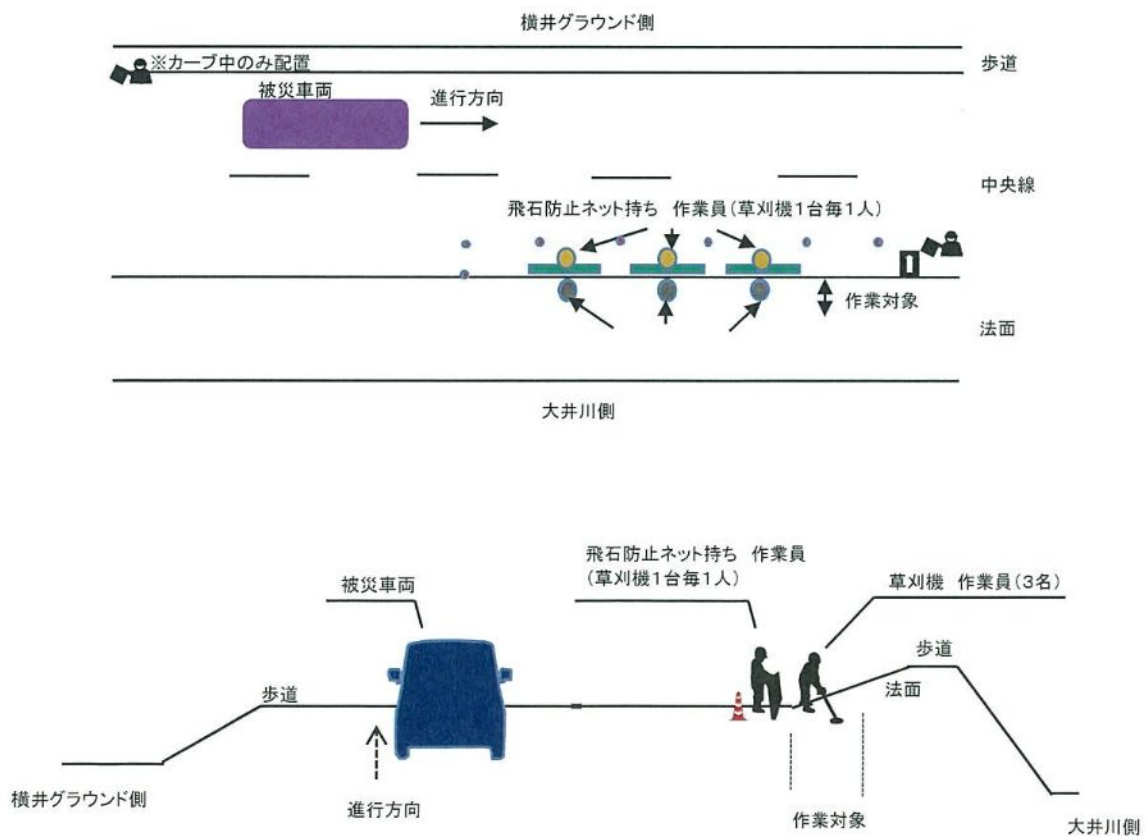 横井グラウンド側
※カーブ中のみ配置
歩道
被災車両
進行方向
中央線
飛石防止ネット持ち 作業員(草刈機1台毎1人)
作業対象
法面
大井川側
飛石防止ネット持ち 作業員
(草刈機1台毎1人)
被災車両
草刈機 作業員(3名)
歩道
歩道
法面
横井グラウンド側
進行方向
作業対象
大井川側